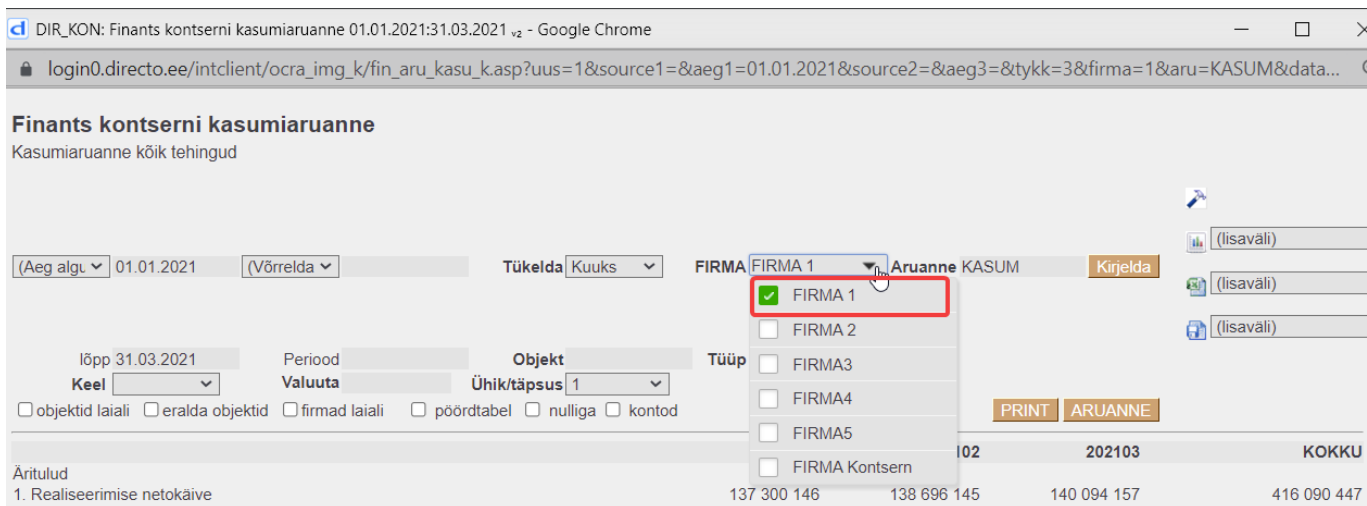 d DIR_KON: Finants kontserni kasumiaruanne 01.01.2021:31.03.2021 v2 - Google Chrome
login0.directo.ee/intclient/ocra_img_k/fin_aru_kasu_k.asp?uus=1&source1=&aeg1=01.01.2021&source2=&aeg3=&tykk=3&firma=1&aru=KASUM&data...
Finants kontserni kasumiaruanne
Kasumiaruanne kõik tehingud
(lisaväli)
(Aeg algu 01.01.2021 (Võrrelda Tükelda Kuuks FIRMA FIRMA 1 Aruanne KASUM Kirjelda
FIRMA 1
(lisaväli)
FIRMA 2
(lisaväli)
lõpp 31.03.2021 Periood Objekt Tüüp
FIRMA3
Keel Valuuta Ühik/täpsus 1
FIRMA4
objektid laiali eralda objektid firmad laiali pöördtabel nulliga kontod PRINT ARUANNE
FIRMA5
102 202103 KOKKU
FIRMA Kontsern
Äritulud
1. Realiseerimise netokäive 137 300 146 138 696 145 140 094 157 416 090 447